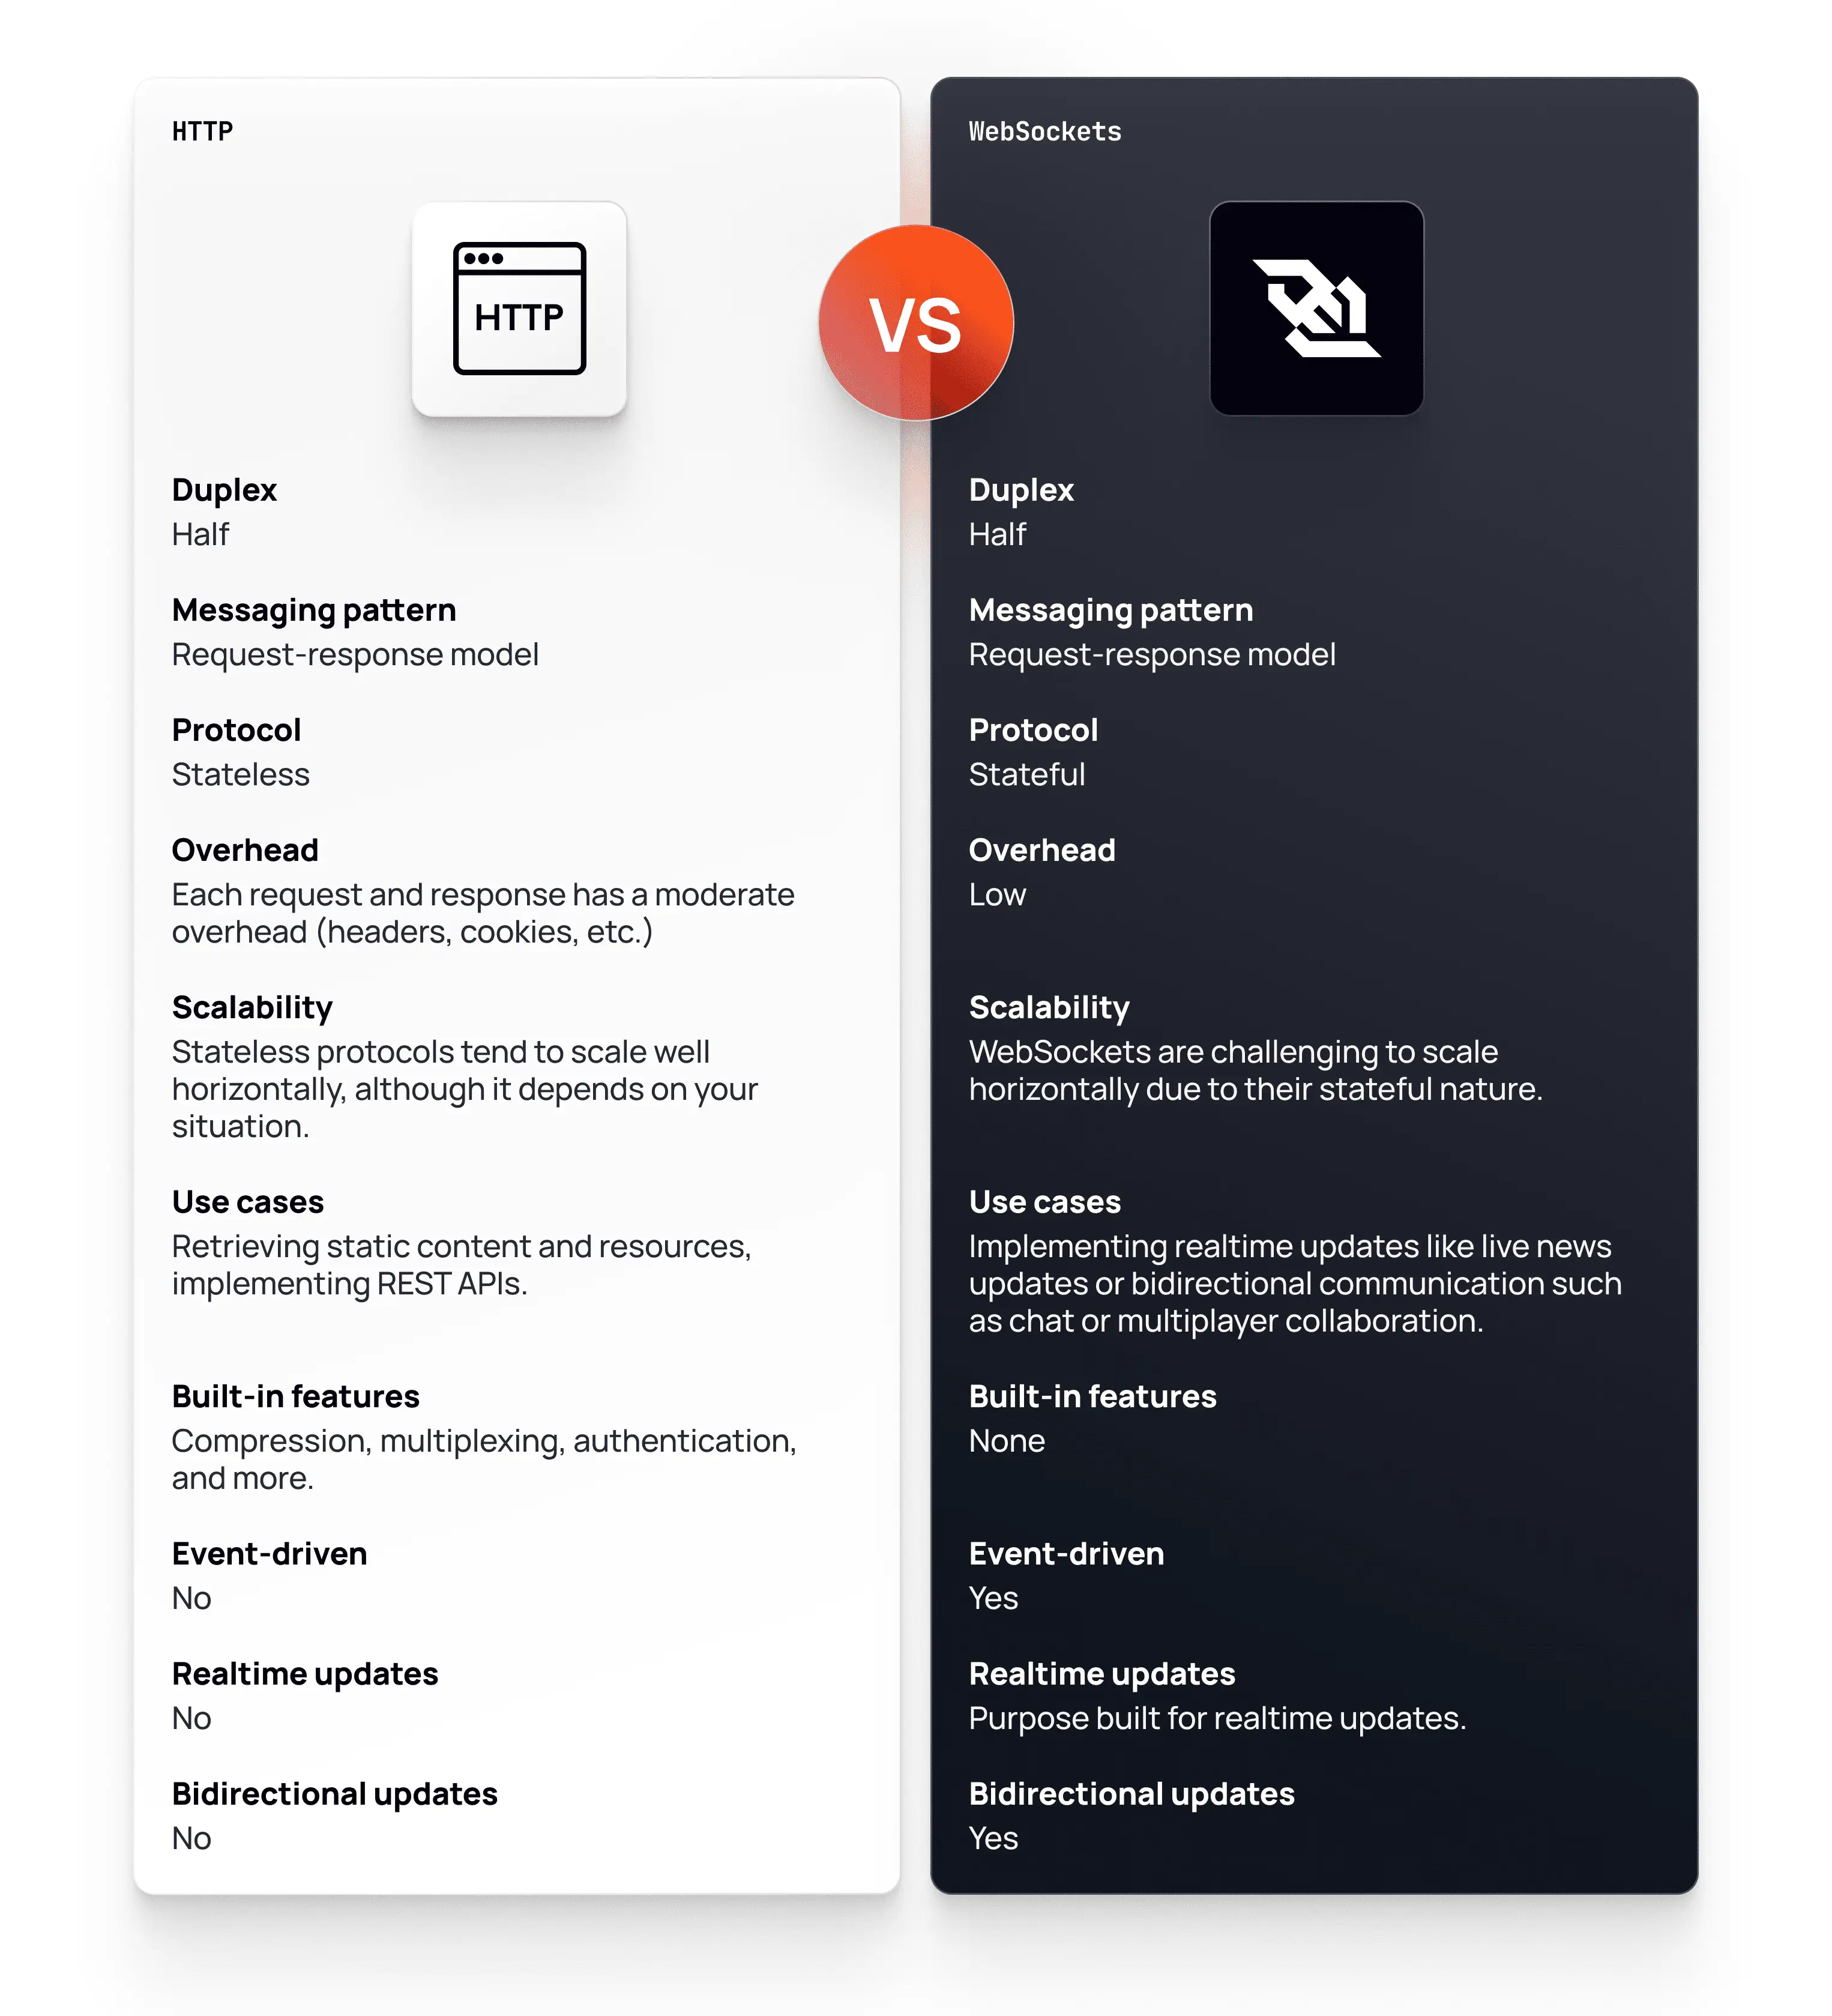 HTTP
HTTP
Duplex
Half
Messaging pattern
Request-response model
Protocol
Stateless
Overhead
Each request and response has a moderate
overhead (headers, cookies, etc.)
Scalability
Stateless protocols tend to scale well
horizontally, although it depends on your
situation.
Use cases
Retrieving static content and resources,
implementing REST APIs.
Built-in features
Compression, multiplexing, authentication,
and more.
Event-driven
No
Realtime updates
No
Bidirectional updates
No
VS
WebSockets
Duplex
Half
Messaging pattern
Request-response model
Protocol
Stateful
Overhead
Low
Scalability
WebSockets are challenging to scale
horizontally due to their stateful nature.
Use cases
Implementing realtime updates like live news
updates or bidirectional communication such
as chat or multiplayer collaboration.
Built-in features
None
Event-driven
Yes
Realtime updates
Purpose built for realtime updates.
Bidirectional updates
Yes